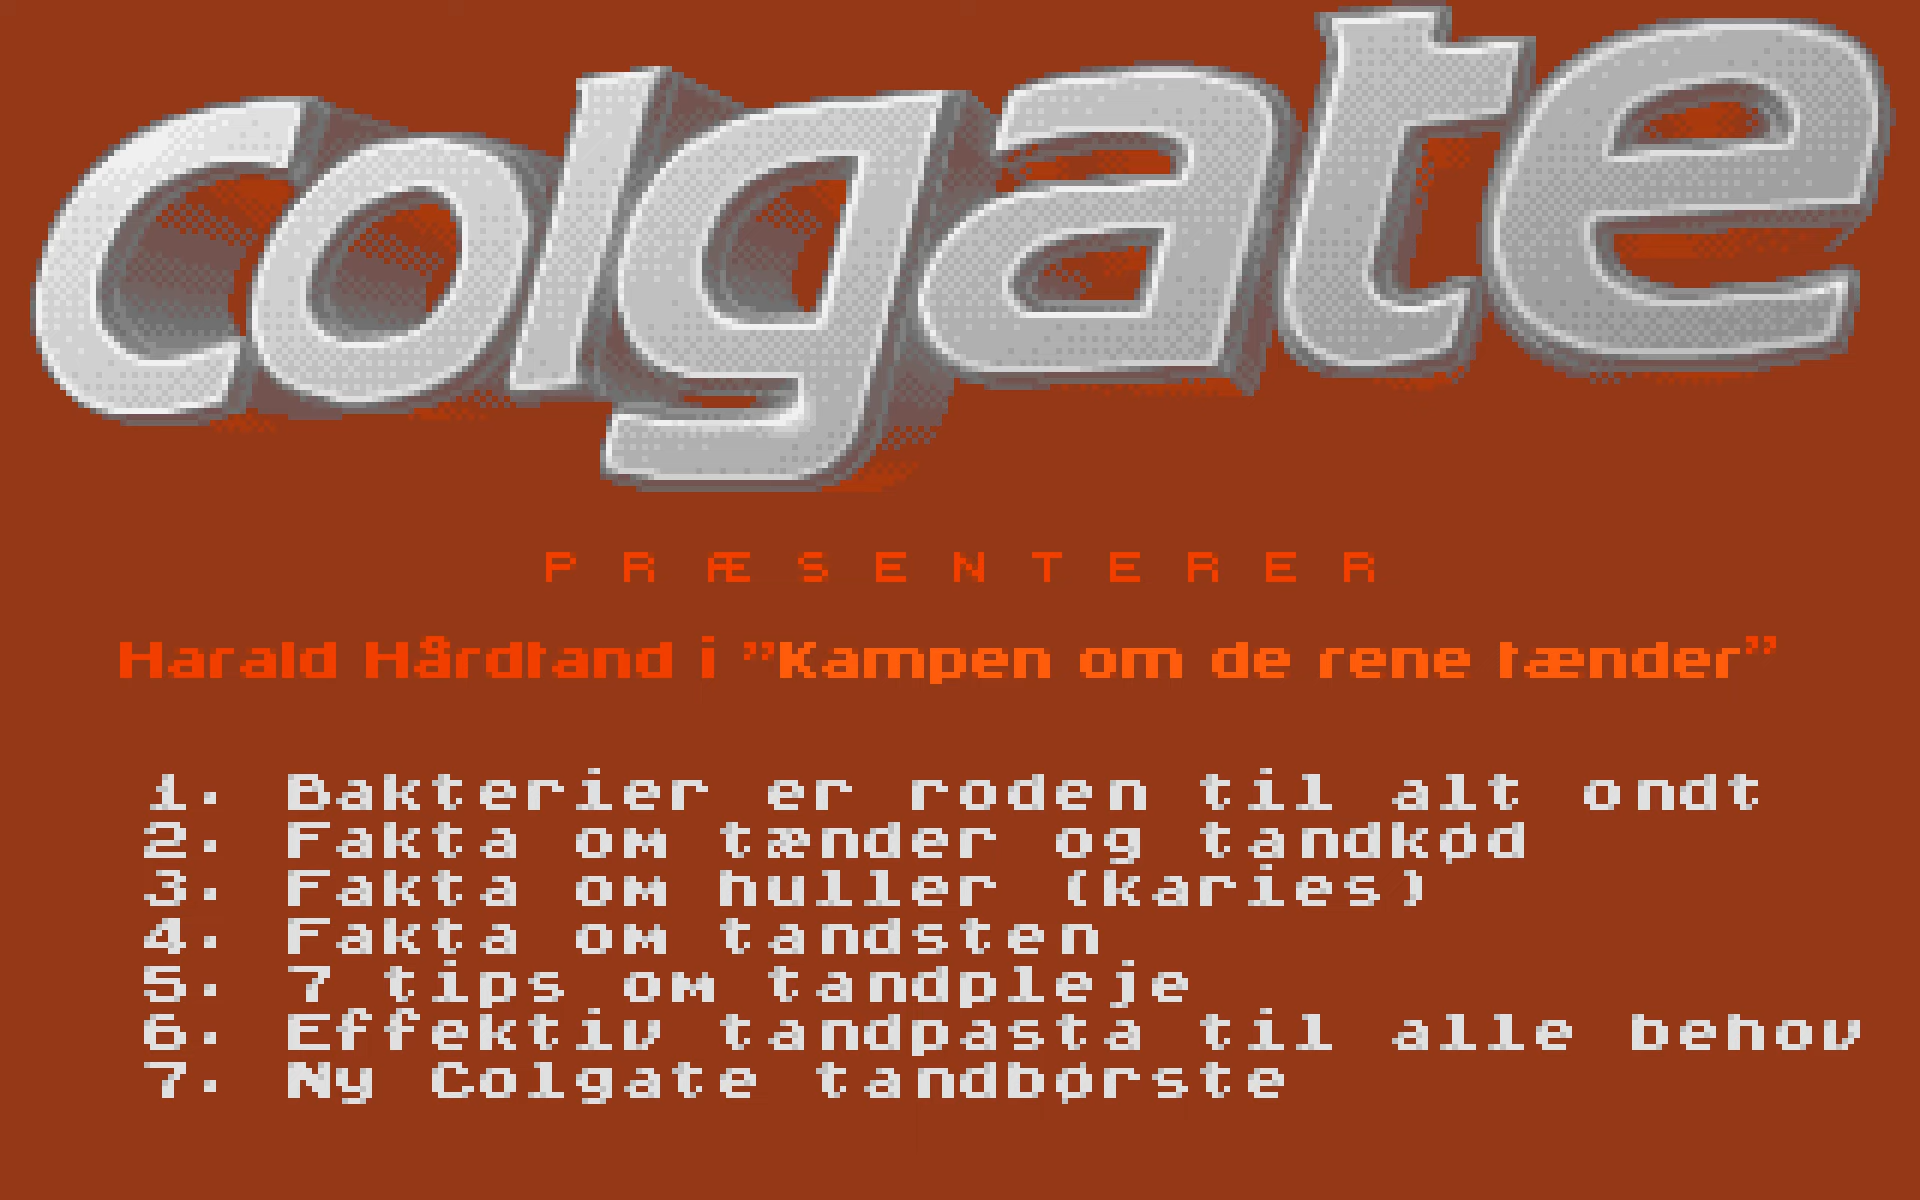 Colgate
PRÆSENTERER
Harald Hårdtand i "Kampen om de rene tænder"
1. Bakterier er roden til alt ondt
2. Fakta om tænder og tandkød
3. Fakta om huller (karies)
4. Fakta om tandsten
5. 7 tips om tandpleje
6. Effektiv tandpasta til alle behov
7. Ny Colgate tandbørste